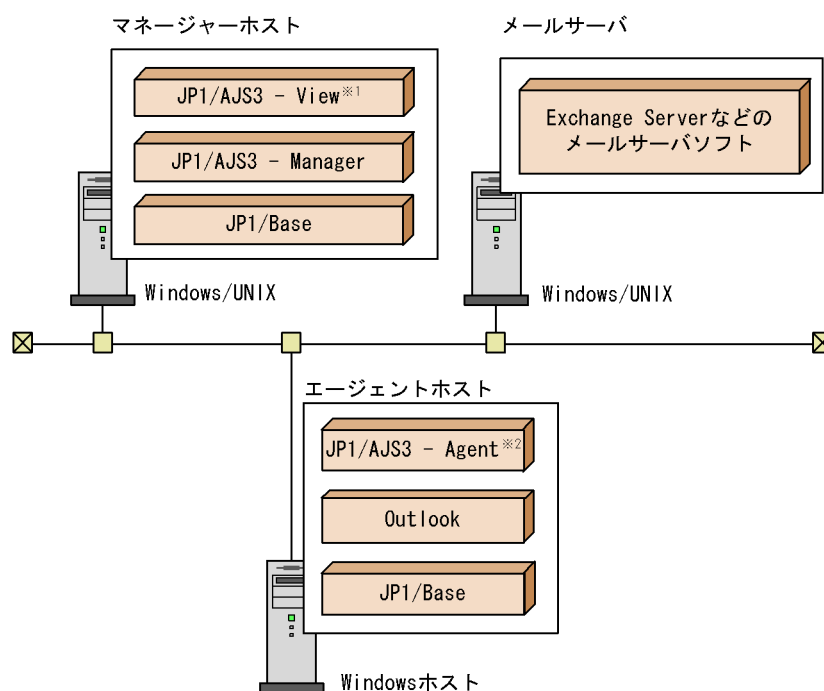 マネージャーホスト
メールサーバ
JP1/AJS3 - View※1
Exchange Serverなどの
メールサーバソフト
JP1/AJS3 - Manager
JP1/Base
Windows/UNIX
Windows/UNIX
エージェントホスト
JP1/AJS3 - Agent※2
Outlook
JP1/Base
Windowsホスト